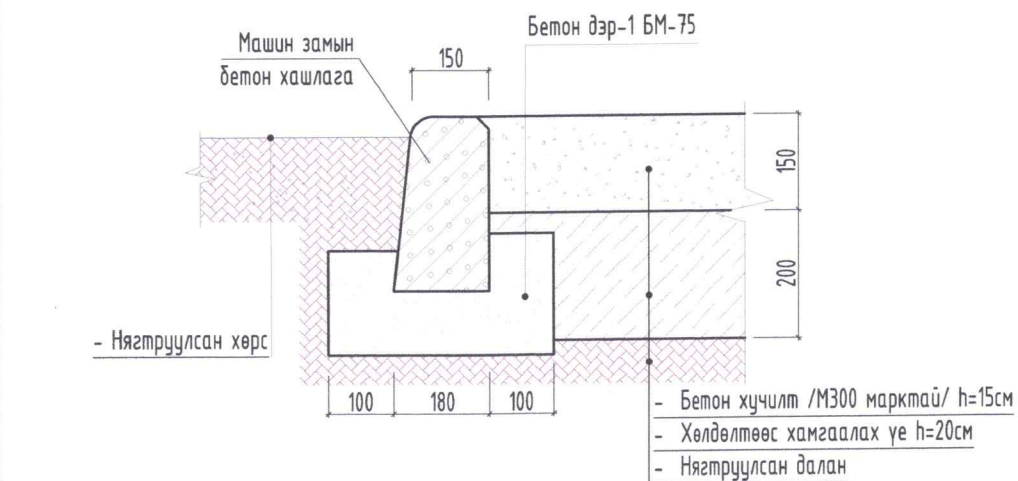 Бетон дэр-1 БМ-75
Машин замын
бетон хашлага
150
150
200
- Нягтруулсан хөрс
100
180
100
- Бетон хучилт /М300 марктай/ h=15см
- Хөлдөлтөөс хамгаалах үе h=20см
- Нягтруулсан далан